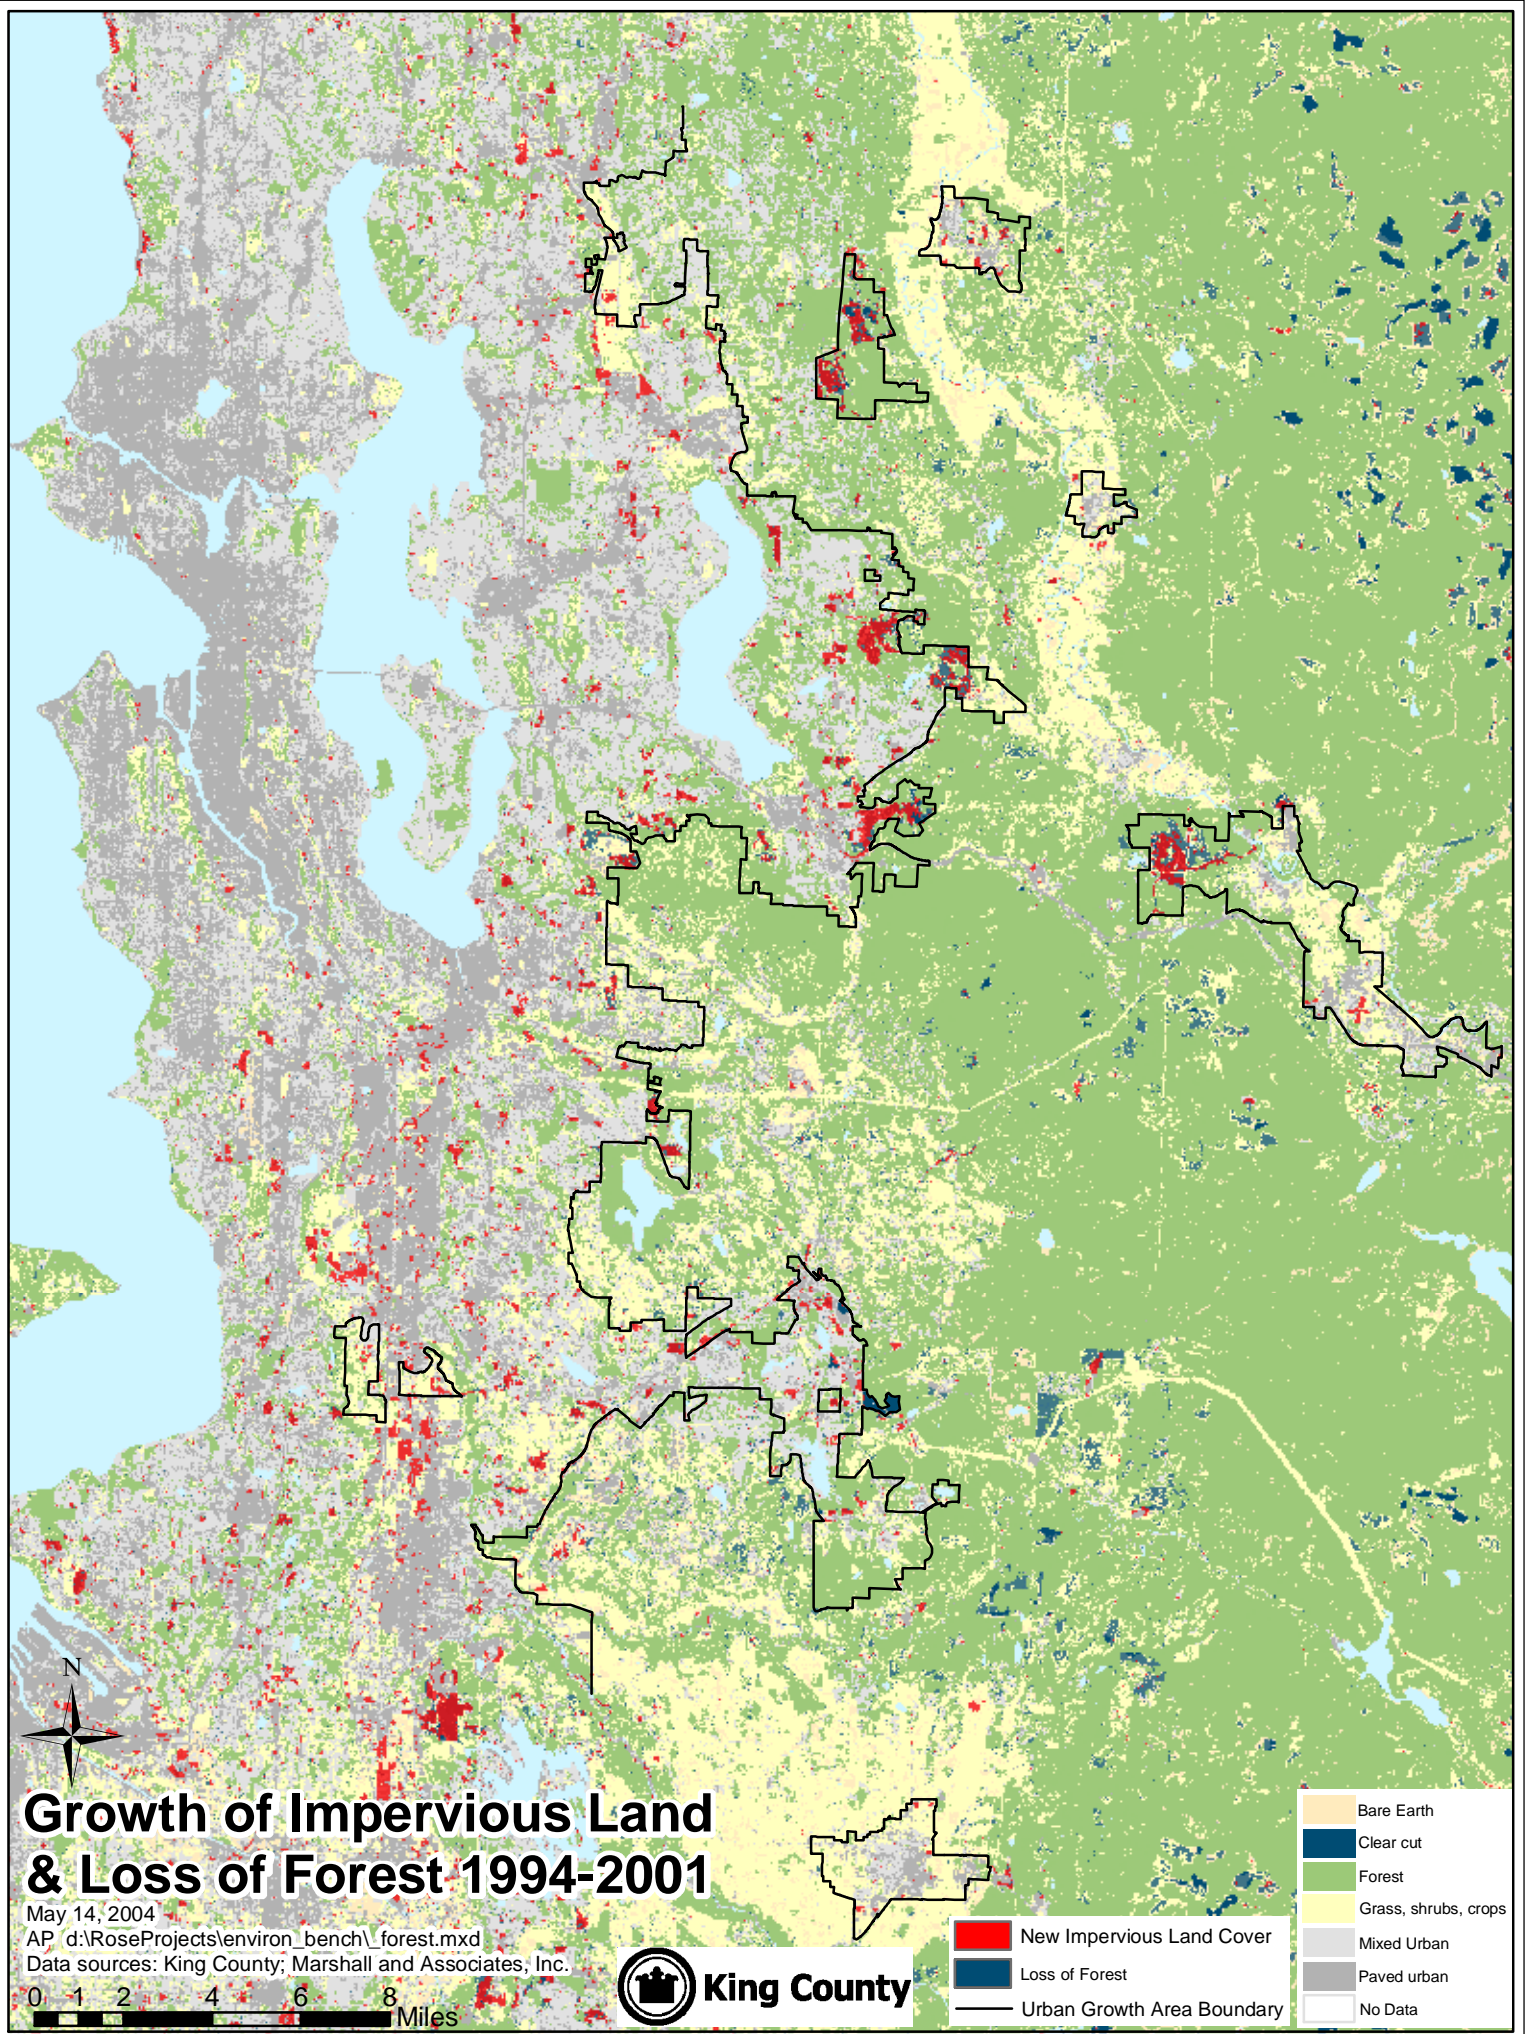 N
Growth of Impervious Land
& Loss of Forest 1994-2001
May 14, 2004
AP d:\RoseProjects\environ_bench\_forest.mxd
Data sources: King County; Marshall and Associates, Inc.
0 1 2 4 6 8
Miles
King County
New Impervious Land Cover
Loss of Forest
Urban Growth Area Boundary
Bare Earth
Clear cut
Forest
Grass, shrubs, crops
Mixed Urban
Paved urban
No Data